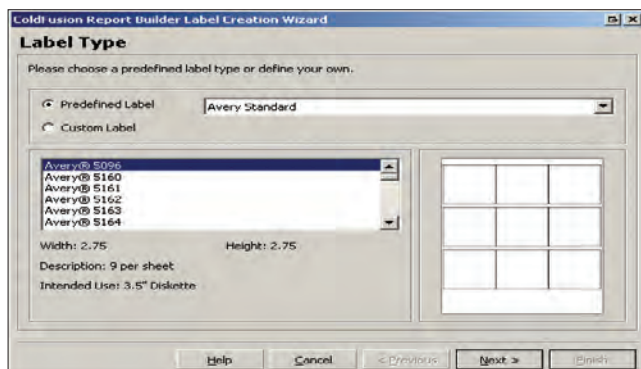 ColdFusion Report Builder Label Creation Wizard
Label Type
Please choose a predefined label type or define your own.
Predefined Label
Avery Standard
Custom Label
Avery® 5096
Avery® 5160
Avery® 5161
Avery® 5162
Avery® 5163
Avery® 5164
Width: 2.75 Height: 2.75
Description: 9 per sheet
Intended Use: 3.5" Diskette
Help Cancel < Previous Next > Finish